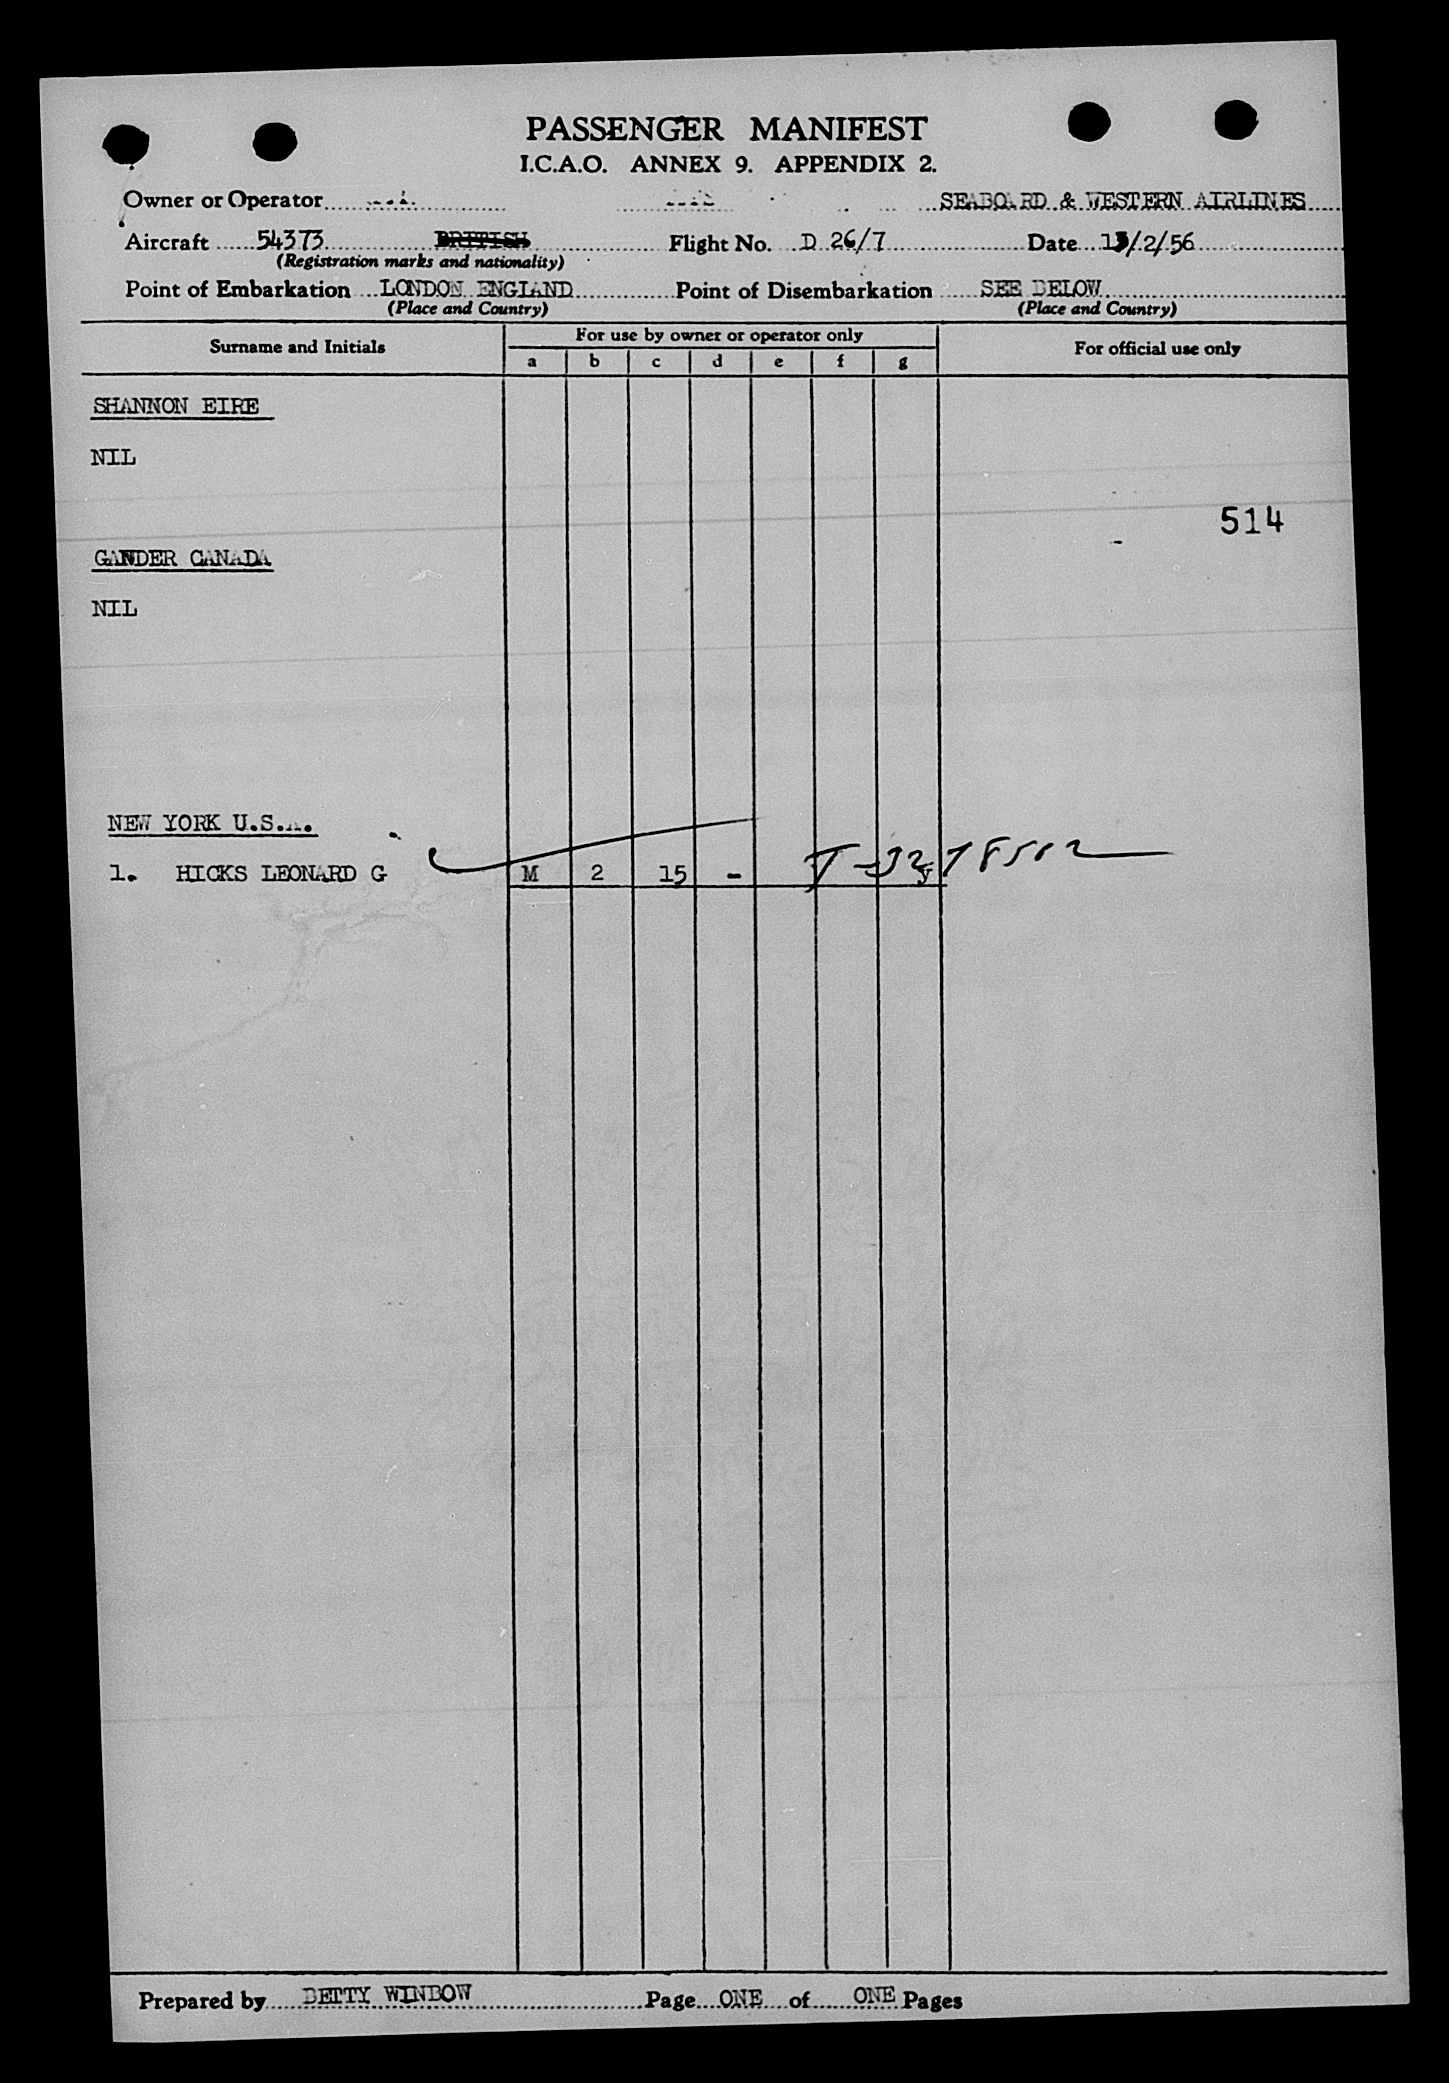 PASSENGER MANIFEST
I.C.A.O. ANNEX 9. APPENDIX 2.
Owner or Operator SEABOARD & WESTERN AIRLINES
Aircraft 54373 BRITISH Flight No. D 26/7 Date /2/56
(Registration marks and nationality)
Point of Embarkation LONDON ENGLAND Point of Disembarkation SEE BELOW
(Place and Country) (Place and Country)
Surname and Initials For use by owner or operator only For official use only
a b c d e f g
SHANNON EIRE
NIL
514
GANDER CANADA
NIL
NEW YORK U.S.A.
1. HICKS LEONARD G M 2 15 - y
Prepared by BETTY WINBOW Page ONE of ONE Pages